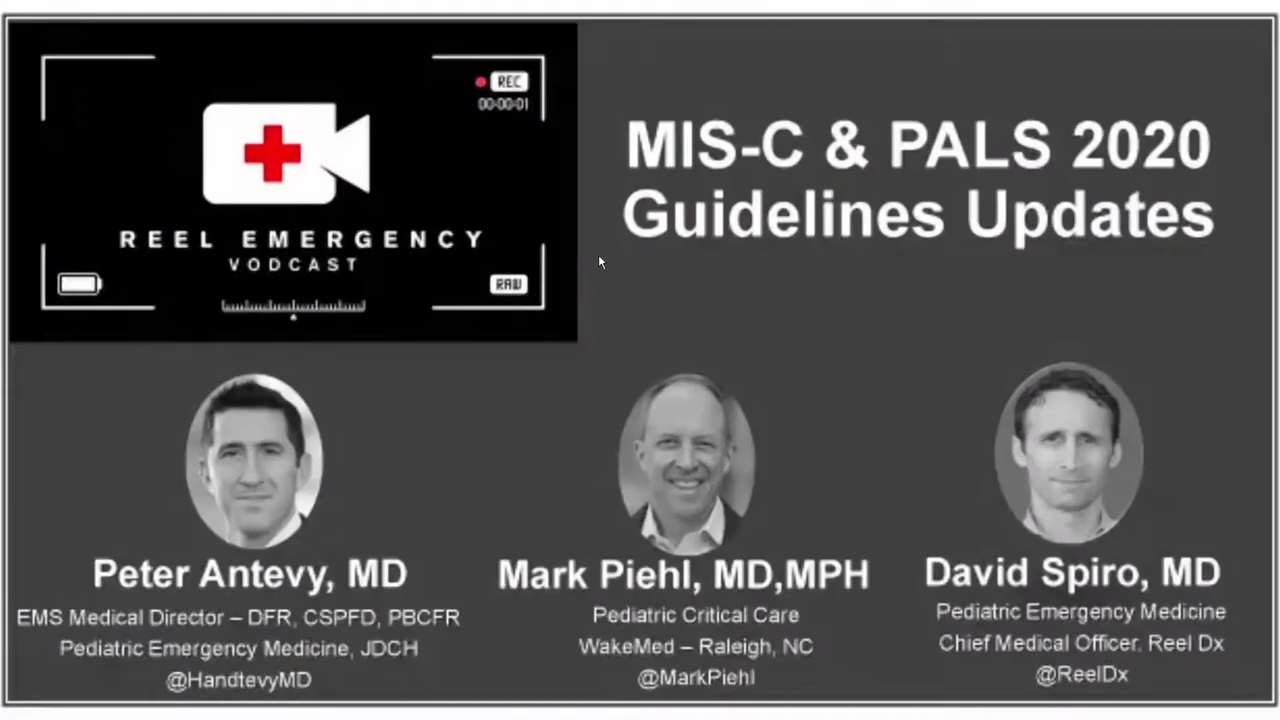 REC
00:00:01
REEL EMERGENCY
VODCAST
RAW
MIS-C & PALS 2020
Guidelines Updates
Peter Antevy, MD
EMS Medical Director – DFR, CSPFD, PBCFR
Pediatric Emergency Medicine, JDCH
@HandtevyMD
Mark Piehl, MD,MPH
Pediatric Critical Care
WakeMed – Raleigh, NC
@MarkPiehl
David Spiro, MD
Pediatric Emergency Medicine
Chief Medical Officer, Reel Dx
@ReelDx